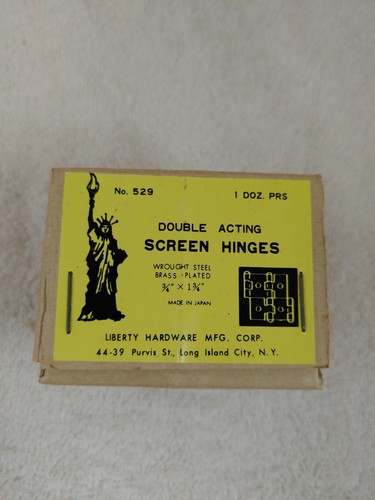 No. 529 1 DOZ. PRS
DOUBLE ACTING
SCREEN HINGES
WROUGHT STEEL
BRASS PLATED
3/4" X 1 3/4"
MADE IN JAPAN
LIBERTY HARDWARE MFG. CORP.
44-39 Purvis St., Long Island City, N.Y.